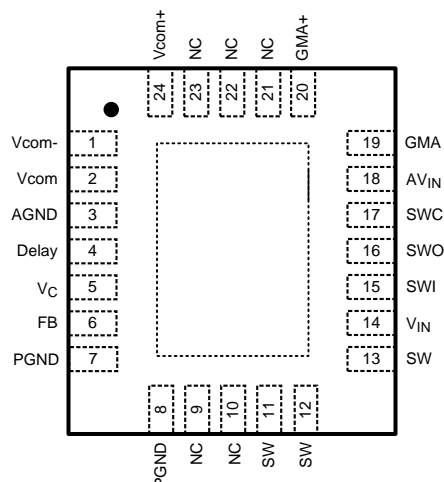 Vcom+ NC NC NC GMA+
24 23 22 21 20
Vcom- 1
Vcom 2
AGND 3
Delay 4
VC 5
FB 6
PGND 7
19 GMA
18 AVIN
17 SWC
16 SWO
15 SWI
14 VIN
13 SW
8 9 10 11 12
PGND NC NC SW SW